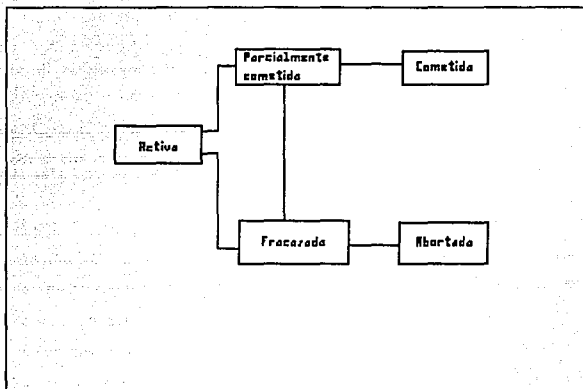 Parcialmente
cometida
Cometida
Activa
Fracasada
Abortada